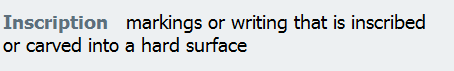 Inscription markings or writing that is inscribed
or carved into a hard surface